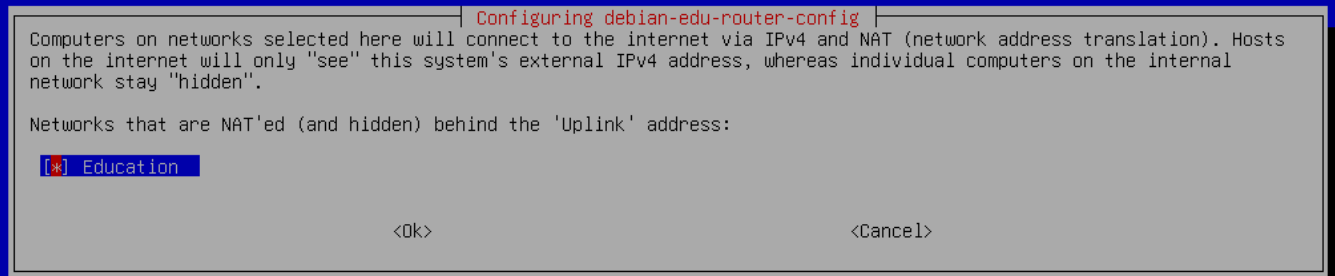 Configuring debian-edu-router-config
Computers on networks selected here will connect to the internet via IPv4 and NAT (network address translation). Hosts
on the internet will only "see" this system's external IPv4 address, whereas individual computers on the internal
network stay "hidden".
Networks that are NAT'ed (and hidden) behind the 'Uplink' address:
[*] Education
<Ok> <Cancel>